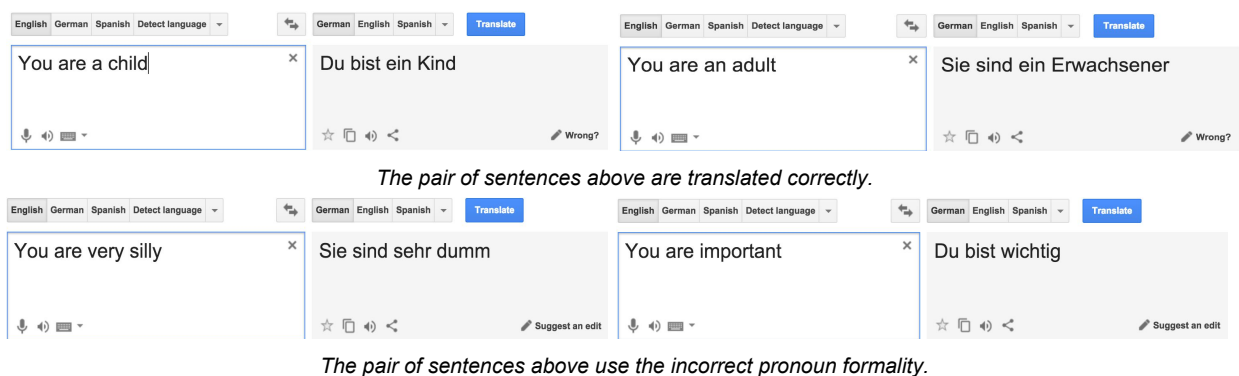 English German Spanish Detect language German English Spanish Translate English German Spanish Detect language German English Spanish Translate
You are a child Du bist ein Kind You are an adult Sie sind ein Erwachsener
Wrong? Wrong?
The pair of sentences above are translated correctly.
English German Spanish Detect language German English Spanish Translate English German Spanish Detect language German English Spanish Translate
You are very silly Sie sind sehr dumm You are important Du bist wichtig
Suggest an edit Suggest an edit
The pair of sentences above use the incorrect pronoun formality.